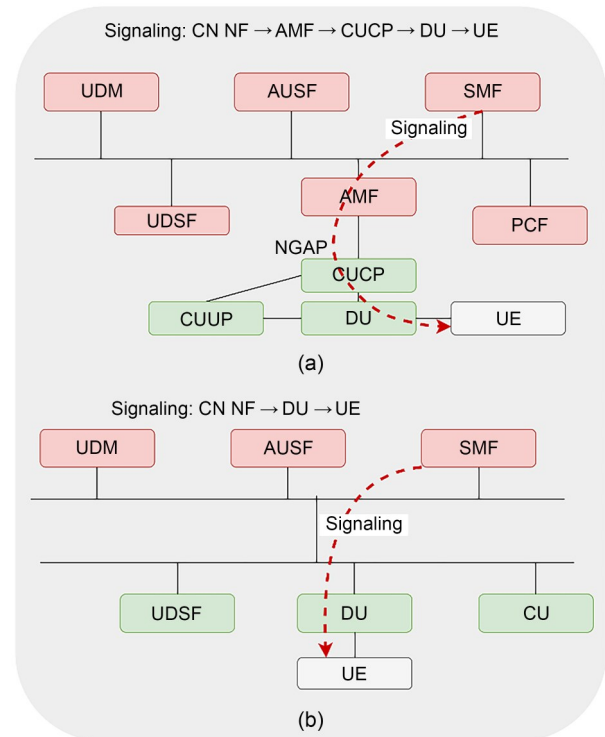 Signaling: CN NF → AMF → CUCP → DU → UE
UDM AUSF SMF
Signaling
UDSF AMF PCF
NGAP
CUCP
CUUP DU UE
(a)
Signaling: CN NF → DU → UE
UDM AUSF SMF
Signaling
UDSF DU CU
UE
(b)